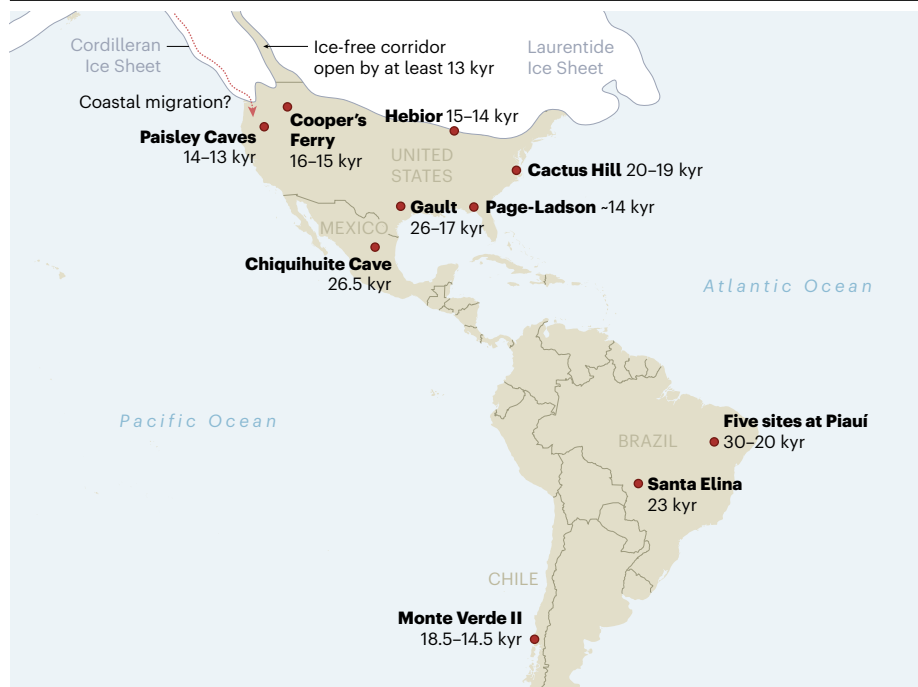 Cordilleran
Ice Sheet
Ice-free corridor
open by at least 13 kyr
Laurentide
Ice Sheet
Coastal migration?
Cooper’s
Ferry
16–15 kyr
Hebior 15–14 kyr
Paisley Caves
14–13 kyr
UNITED
STATES
Cactus Hill 20–19 kyr
Gault
26–17 kyr
Page-Ladson ~14 kyr
MEXICO
Chiquihuite Cave
26.5 kyr
Atlantic Ocean
Pacific Ocean
Five sites at Piauí
30–20 kyr
BRAZIL
Santa Elina
23 kyr
CHILE
Monte Verde II
18.5–14.5 kyr